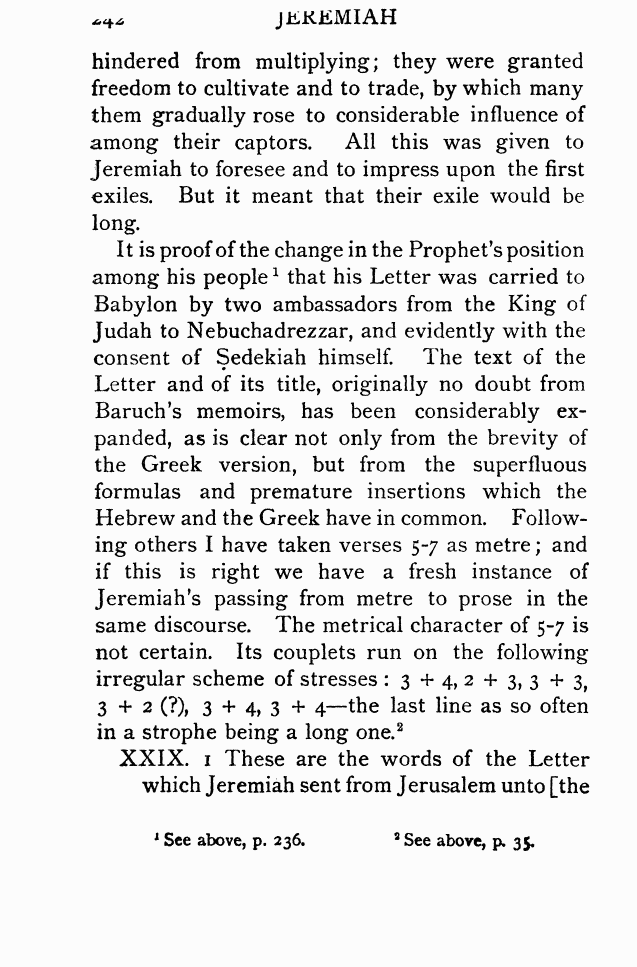 242 JEREMIAH
hindered from multiplying; they were granted
freedom to cultivate and to trade, by which many
them gradually rose to considerable influence of
among their captors. All this was given to
Jeremiah to foresee and to impress upon the first
exiles. But it meant that their exile would be
long.
It is proof of the change in the Prophet's position
among his people¹ that his Letter was carried to
Babylon by two ambassadors from the King of
Judah to Nebuchadrezzar, and evidently with the
consent of Ṣedekiah himself. The text of the
Letter and of its title, originally no doubt from
Baruch's memoirs, has been considerably ex-
panded, as is clear not only from the brevity of
the Greek version, but from the superfluous
formulas and premature insertions which the
Hebrew and the Greek have in common. Follow-
ing others I have taken verses 5-7 as metre; and
if this is right we have a fresh instance of
Jeremiah's passing from metre to prose in the
same discourse. The metrical character of 5-7 is
not certain. Its couplets run on the following
irregular scheme of stresses: 3 + 4, 2 + 3, 3 + 3,
3 + 2 (?), 3 + 4, 3 + 4—the last line as so often
in a strophe being a long one.²
XXIX. 1 These are the words of the Letter
which Jeremiah sent from Jerusalem unto [the
¹ See above, p. 236. ² See above, p. 35.